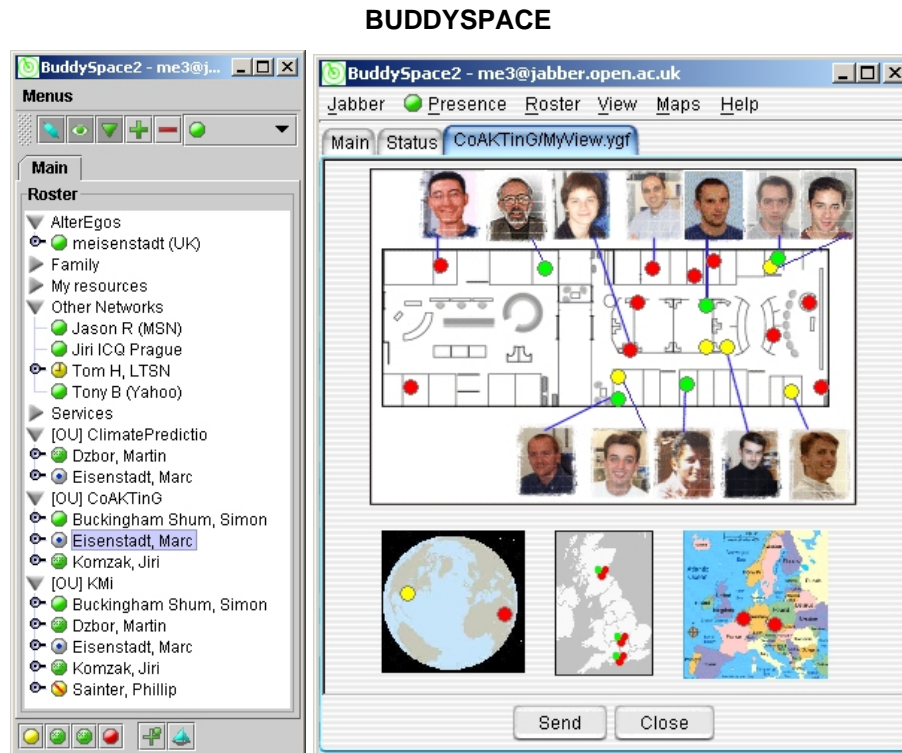 BUDDYSPACE
BuddySpace2 - me3@j...
Menus
Main
Roster
AlterEgos
meisenstadt (UK)
Family
My resources
Other Networks
Jason R (MSN)
Jiri ICQ Prague
Tom H, LTSN
Tony B (Yahoo)
Services
[OU] ClimatePredictio
Dzbor, Martin
Eisenstadt, Marc
[OU] CoAKTinG
Buckingham Shum, Simon
Eisenstadt, Marc
Komzak, Jiri
[OU] KMi
Buckingham Shum, Simon
Dzbor, Martin
Eisenstadt, Marc
Komzak, Jiri
Sainter, Phillip
BuddySpace2 - me3@jabber.open.ac.uk
Jabber Presence Roster View Maps Help
Main Status CoAKTinG/MyView.ygf
Atlantic
Ocean
France
Send Close